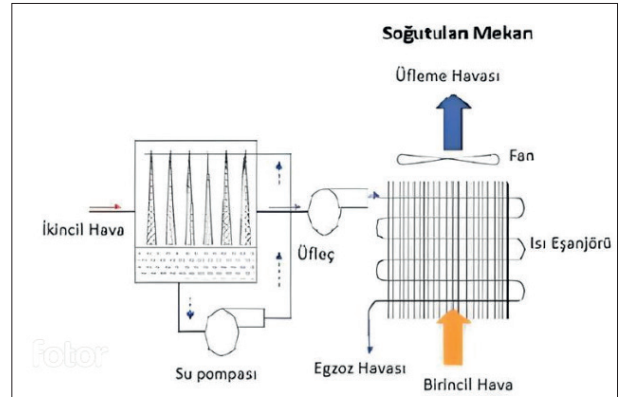 Soğutulan Mekan
Üfleme Havası
Fan
İkincil Hava
Üfleç
Isı Eşanjörü
Su pompası
Egzoz Havası
Birincil Hava
fotor